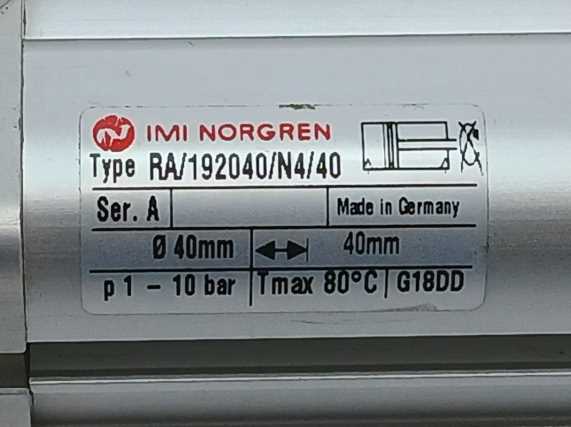 IMI NORGREN
Type RA/192040/N4/40
Ser. A Made in Germany
Ø 40mm 40mm
p 1 - 10 bar Tmax 80°C G18DD